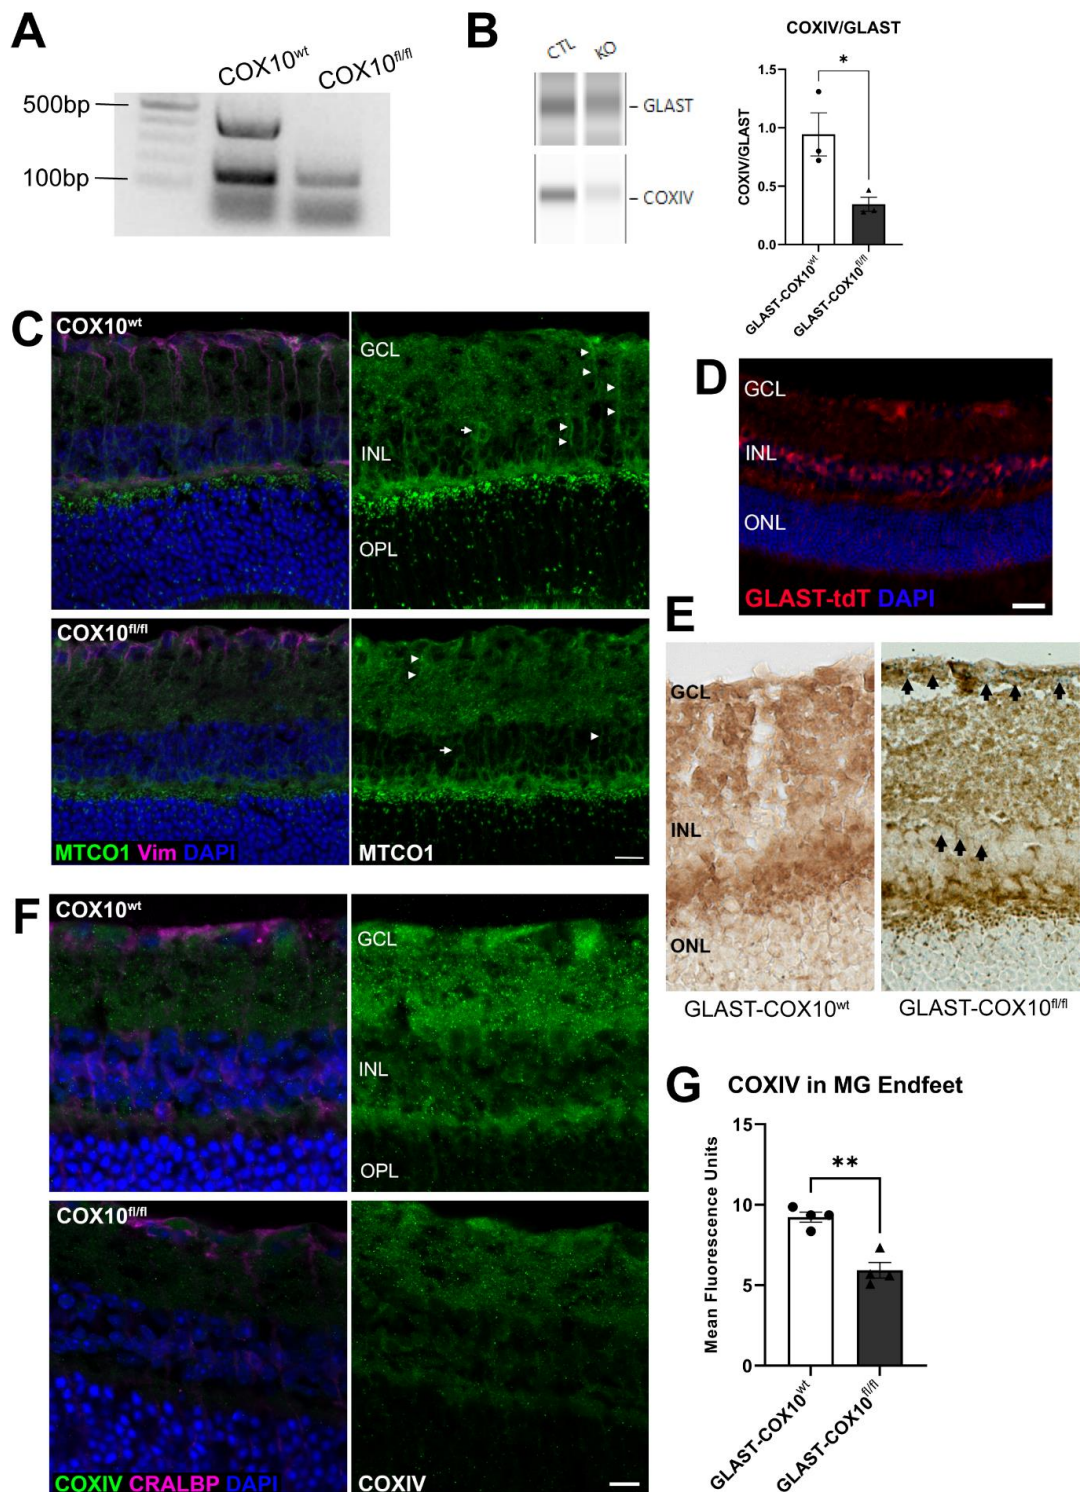 A
COX10wt
COX10fl/fl
500bp
100bp
B
CTL
KO
GLAST
COXIV
COXIV/GLAST
*
1.5
1.0
0.5
0.0
COXIV/GLAST
GLAST-COX10wt
GLAST-COX10fl/fl
C
COX10wt
GCL
INL
OPL
COX10fl/fl
MTCO1 Vim DAPI
MTCO1
D
GCL
INL
ONL
GLAST-tdT DAPI
E
GCL
INL
ONL
GLAST-COX10wt
GLAST-COX10fl/fl
F
COX10wt
GCL
INL
OPL
COX10fl/fl
COXIV CRALBP DAPI
COXIV
G
COXIV in MG Endfeet
**
15
10
5
0
Mean Fluorescence Units
GLAST-COX10wt
GLAST-COX10fl/fl